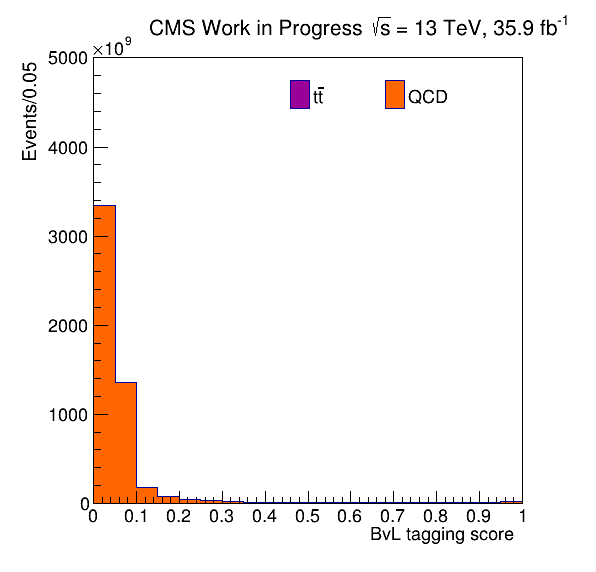 CMS Work in Progress √s = 13 TeV, 35.9 fb⁻¹
×10⁹
Events/0.05
5000
4000
3000
2000
1000
0
tt̄
QCD
0 0.1 0.2 0.3 0.4 0.5 0.6 0.7 0.8 0.9 1
BvL tagging score